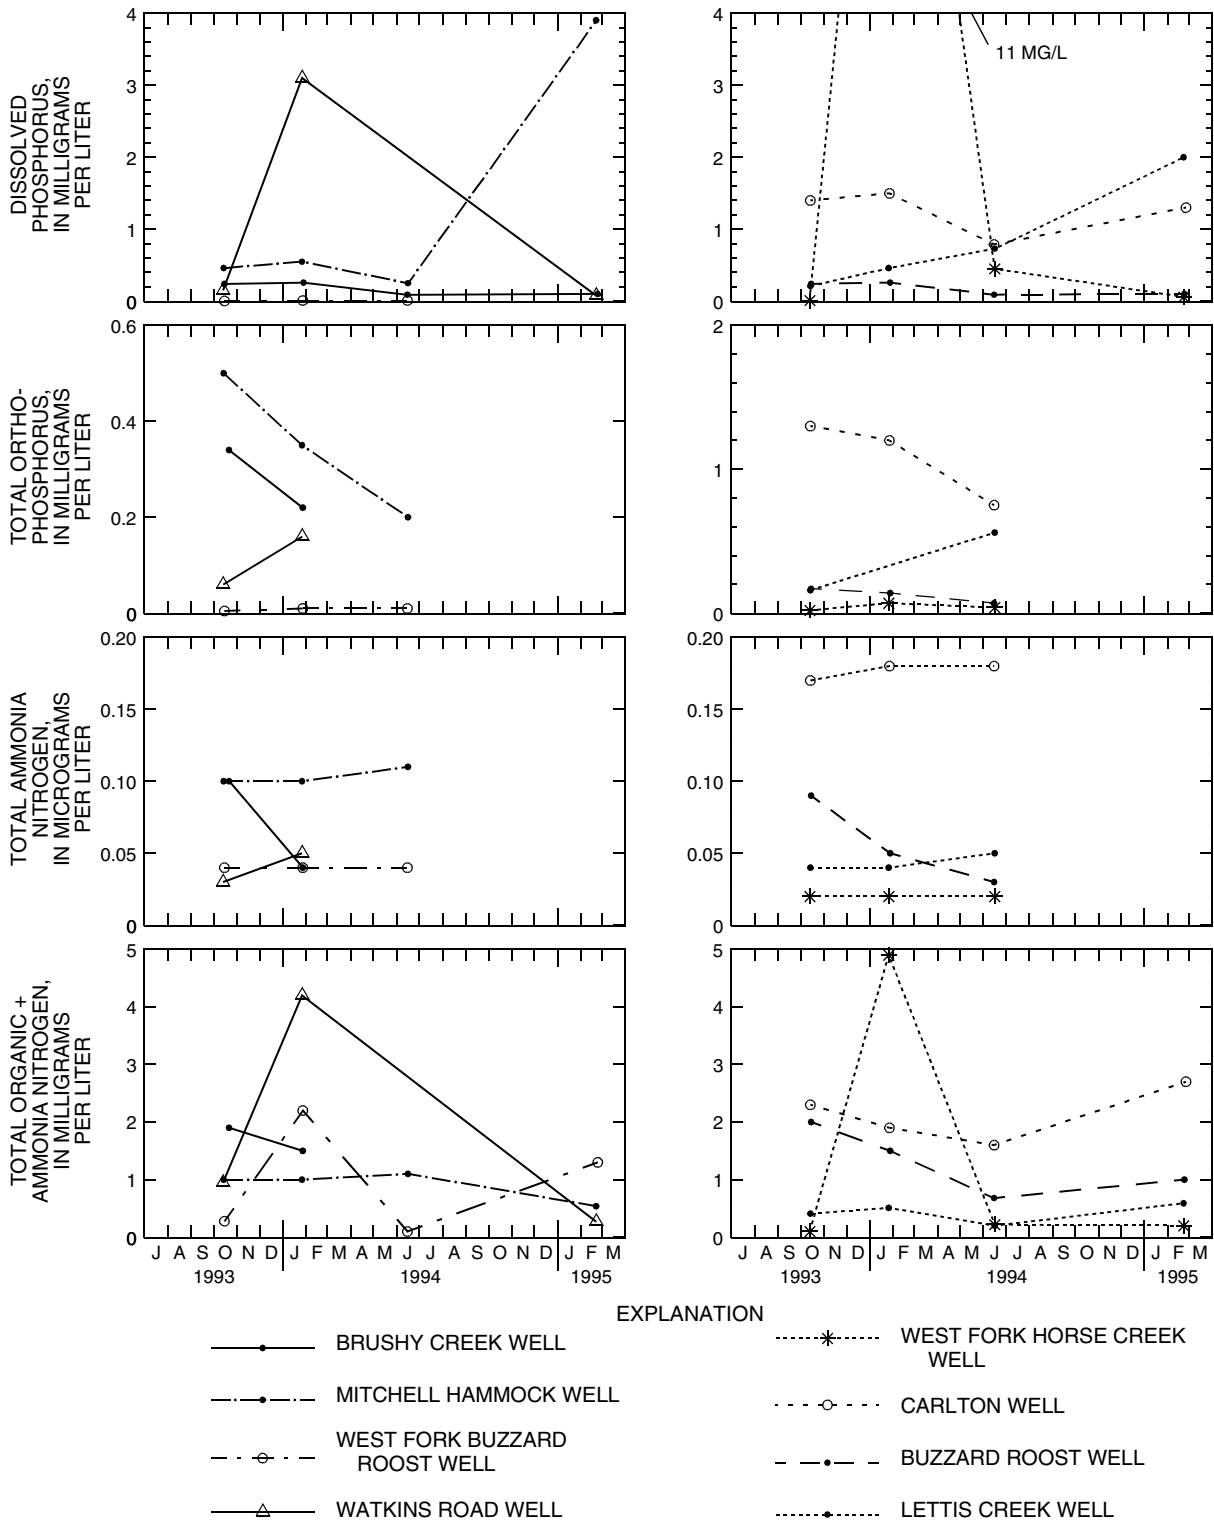 DISSOLVED
PHOSPHORUS,
IN MILLIGRAMS
PER LITER
4
3
2
1
0
4
3
2
1
0
11 MG/L
TOTAL ORTHO-
PHOSPHORUS,
IN MILLIGRAMS
PER LITER
0.6
0.4
0.2
0
2
1
0
TOTAL AMMONIA
NITROGEN,
IN MICROGRAMS
PER LITER
0.20
0.15
0.10
0.05
0
0.20
0.15
0.10
0.05
0
TOTAL ORGANIC +
AMMONIA NITROGEN,
IN MILLIGRAMS
PER LITER
5
4
3
2
1
0
5
4
3
2
1
0
J A S O N D J F M A M J J A S O N D J F M
1993 1994 1995
J A S O N D J F M A M J J A S O N D J F M
1993 1994 1995
EXPLANATION
BRUSHY CREEK WELL
MITCHELL HAMMOCK WELL
WEST FORK BUZZARD
ROOST WELL
WATKINS ROAD WELL
WEST FORK HORSE CREEK
WELL
CARLTON WELL
BUZZARD ROOST WELL
LETTIS CREEK WELL